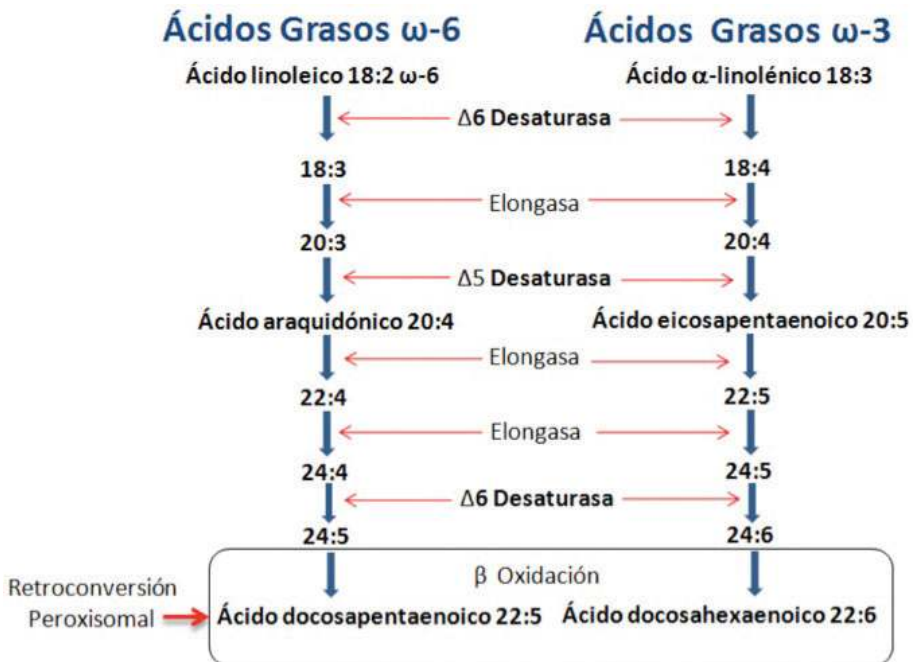 Ácidos Grasos ω-6
Ácidos Grasos ω-3
Ácido linoleico 18:2 ω-6
Ácido α-linolénico 18:3
Δ6 Desaturasa
18:3
18:4
Elongasa
20:3
20:4
Δ5 Desaturasa
Ácido araquidónico 20:4
Ácido eicosapentaenoico 20:5
Elongasa
22:4
22:5
Elongasa
24:4
24:5
Δ6 Desaturasa
24:5
24:6
β Oxidación
Retroconversión
Peroxisomal
Ácido docosapentaenoico 22:5
Ácido docosahexaenoico 22:6